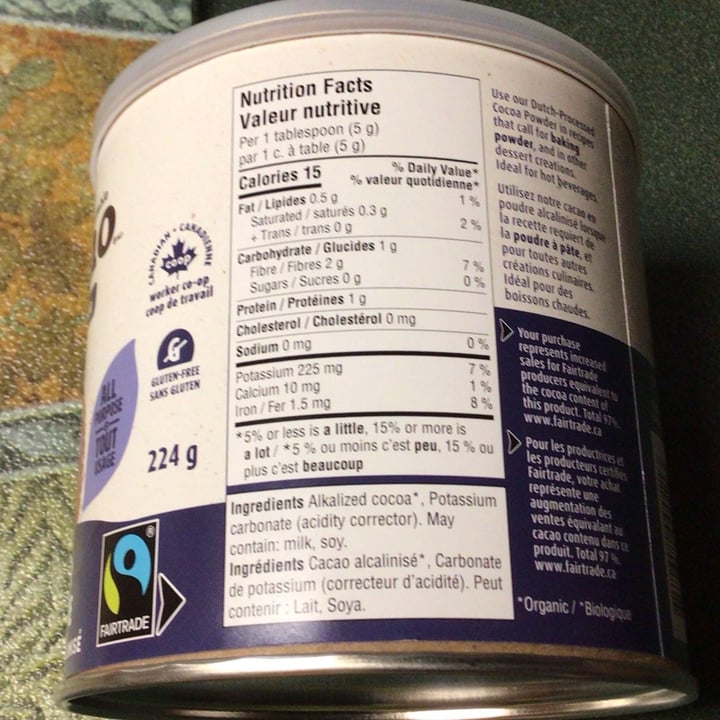 CANADIAN • CANADIENNE
coop
worker co-op
coop de travail
GLUTEN-FREE
SANS GLUTEN
ALL
PURPOSE
TOUT
USAGE
224 g
FAIRTRADE
Nutrition Facts
Valeur nutritive
Per 1 tablespoon (5 g)
par 1 c. à table (5 g)
Calories 15 % Daily Value*
% valeur quotidienne*
Fat / Lipides 0.5 g 1 %
Saturated / saturés 0.3 g
+ Trans / trans 0 g 2 %
Carbohydrate / Glucides 1 g
Fibre / Fibres 2 g 7 %
Sugars / Sucres 0 g 0 %
Protein / Protéines 1 g
Cholesterol / Cholestérol 0 mg
Sodium 0 mg 0 %
Potassium 225 mg 7 %
Calcium 10 mg 1 %
Iron / Fer 1.5 mg 8 %
*5% or less is a little, 15% or more is
a lot / *5 % ou moins c'est peu, 15 % ou
plus c'est beaucoup
Ingredients Alkalized cocoa*, Potassium
carbonate (acidity corrector). May
contain: milk, soy.
Ingrédients Cacao alcalinisé*, Carbonate
de potassium (correcteur d'acidité). Peut
contenir : Lait, Soya.
Use our Dutch-Processed
Cocoa Powder in recipes
that call for baking
powder, and in other
dessert creations.
Ideal for hot beverages.
Utilisez notre cacao en
poudre alcalinisé lorsque
la recette requiert de
la poudre à pâte, et
pour toutes autres
créations culinaires.
Idéal pour des
boissons chaudes.
Your purchase
represents increased
sales for Fairtrade
producers equivalent to
the cocoa content of
this product. Total 97%.
www.fairtrade.ca
Pour les productrices et
les producteurs certifiés
Fairtrade, votre achat
représente une
augmentation des
ventes équivalant au
cacao contenu dans ce
produit. Total 97 %.
www.fairtrade.ca
*Organic / *Biologique